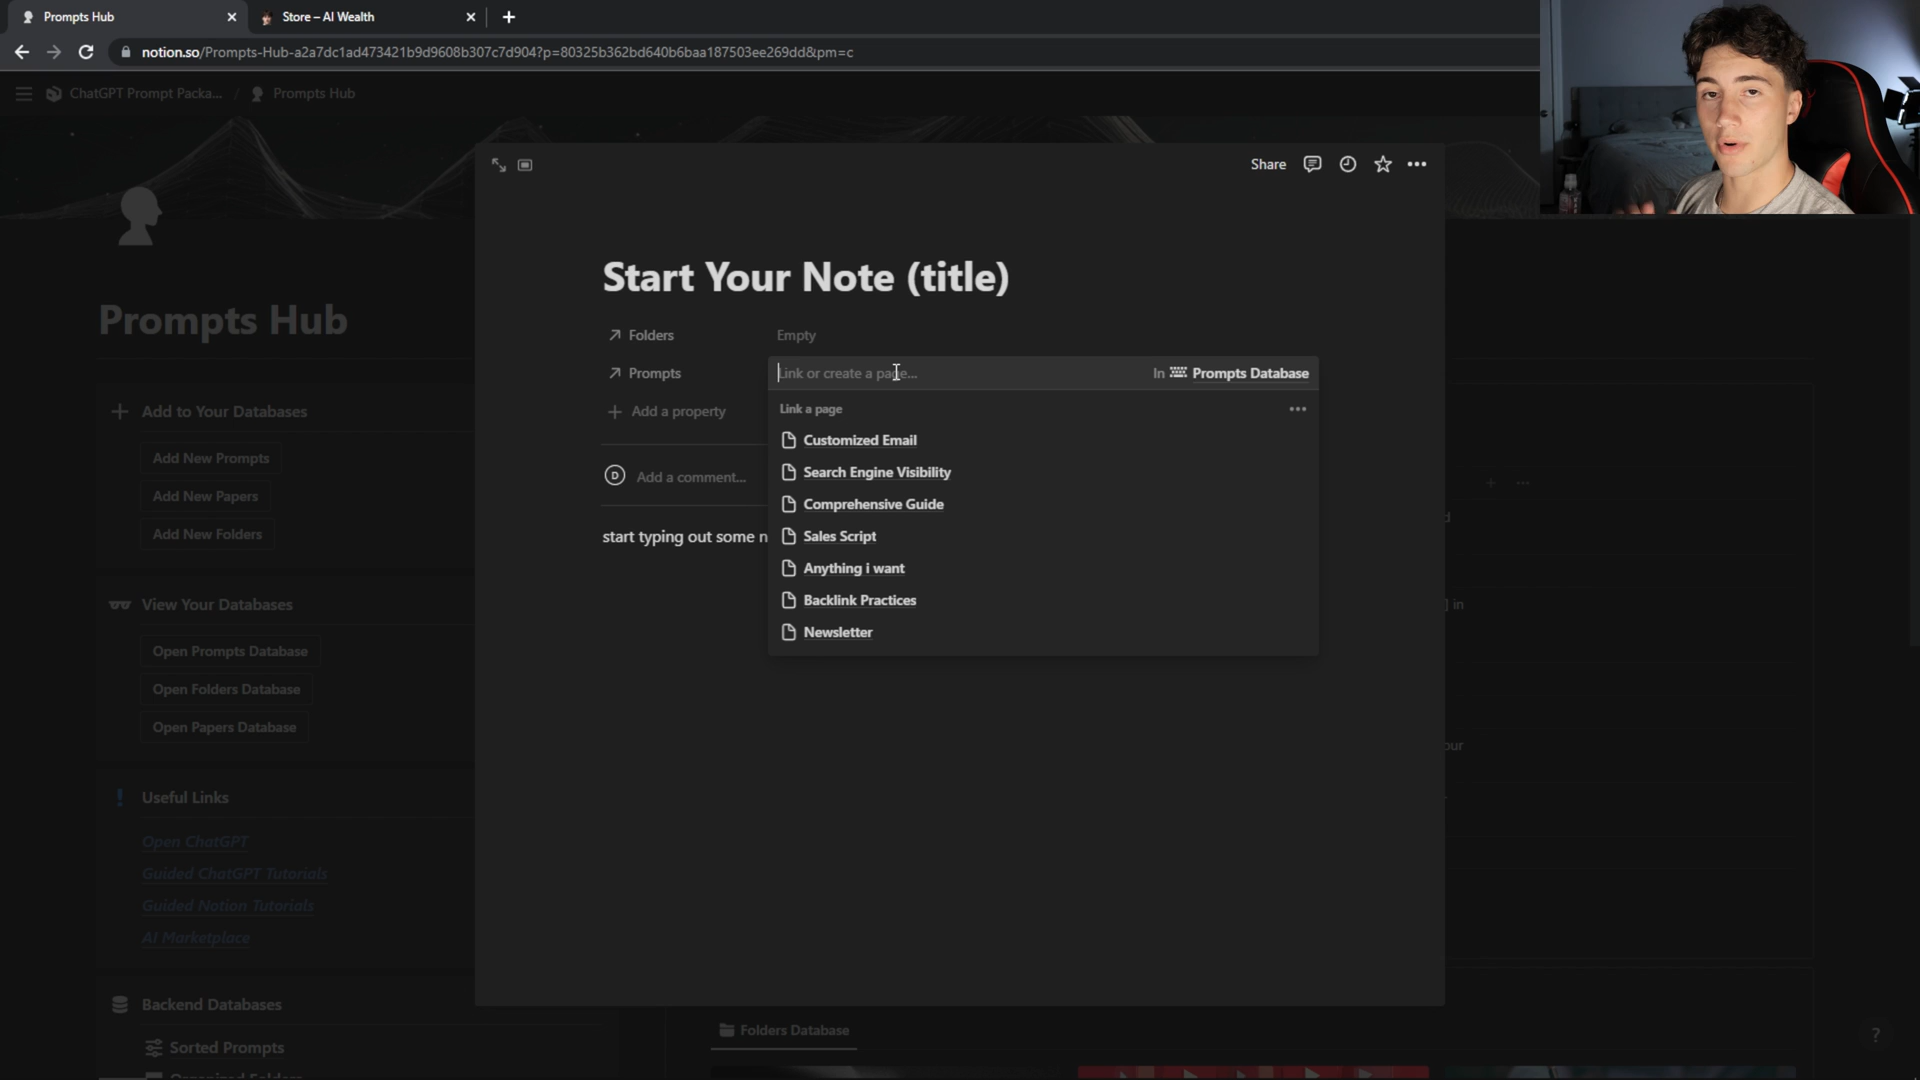 Prompts Hub
Store – AI Wealth
notion.so/Prompts-Hub-a2a7dc1ad473421b9d9608b307c7d904?p=80325b362bd640b6baa187503ee269dd&pm=c
ChatGPT Prompt Packa... / Prompts Hub
Share
Start Your Note (title)
Prompts Hub
Folders Empty
Prompts Link or create a page... In Prompts Database
Add a property
Link a page
Customized Email
Search Engine Visibility
Comprehensive Guide
Sales Script
Anything i want
Backlink Practices
Newsletter
D Add a comment...
start typing out some n
Add to Your Databases
Add New Prompts
Add New Papers
Add New Folders
View Your Databases
Open Prompts Database
Open Folders Database
Open Papers Database
Useful Links
Open ChatGPT
Guided ChatGPT Tutorials
Guided Notion Tutorials
AI Marketplace
Backend Databases
Sorted Prompts
d
] in
our
Folders Database
?